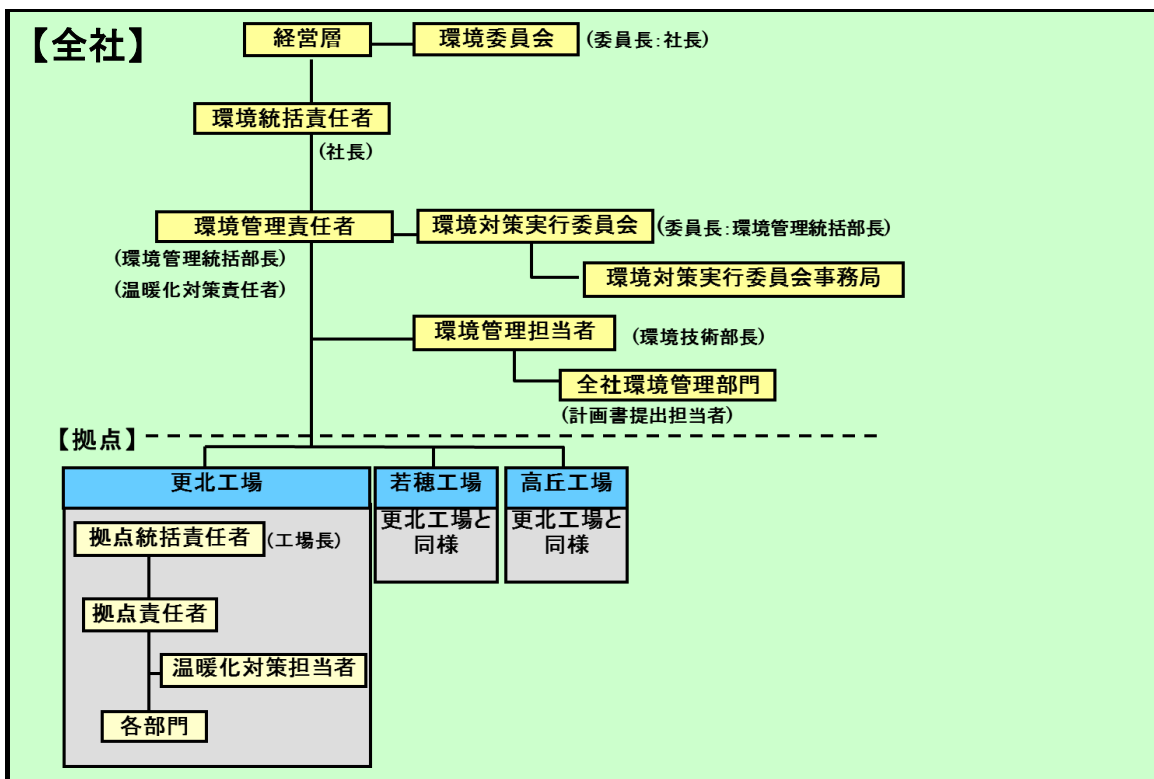 【全社】
経営層
環境委員会
(委員長:社長)
環境統括責任者
(社長)
環境管理責任者
(環境管理統括部長)
(温暖化対策責任者)
環境対策実行委員会
(委員長:環境管理統括部長)
環境対策実行委員会事務局
環境管理担当者
(環境技術部長)
全社環境管理部門
(計画書提出担当者)
【拠点】
更北工場
拠点統括責任者
(工場長)
拠点責任者
温暖化対策担当者
各部門
若穂工場
更北工場と
同様
高丘工場
更北工場と
同様